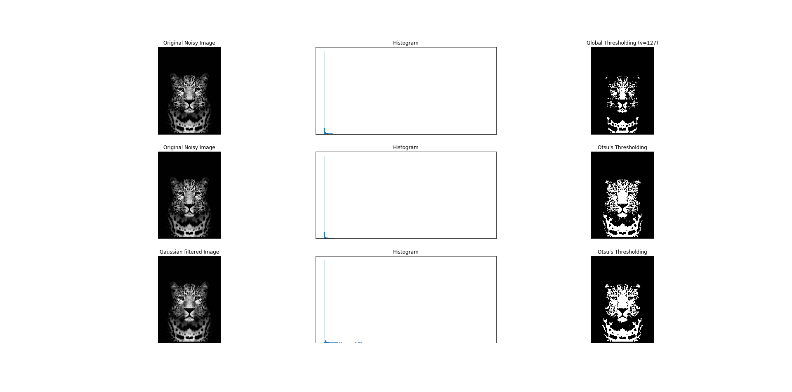 Original Noisy Image
Histogram
Global Thresholding (v=127)
Original Noisy Image
Histogram
Otsu's Thresholding
Gaussian filtered Image
Histogram
Otsu's Thresholding